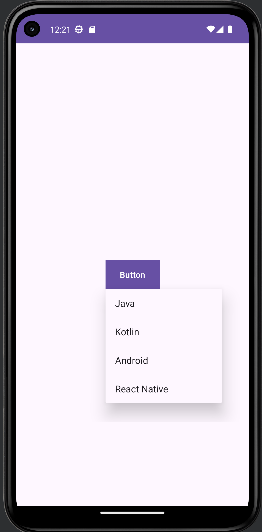 12:21
Button
Java
Kotlin
Android
React Native